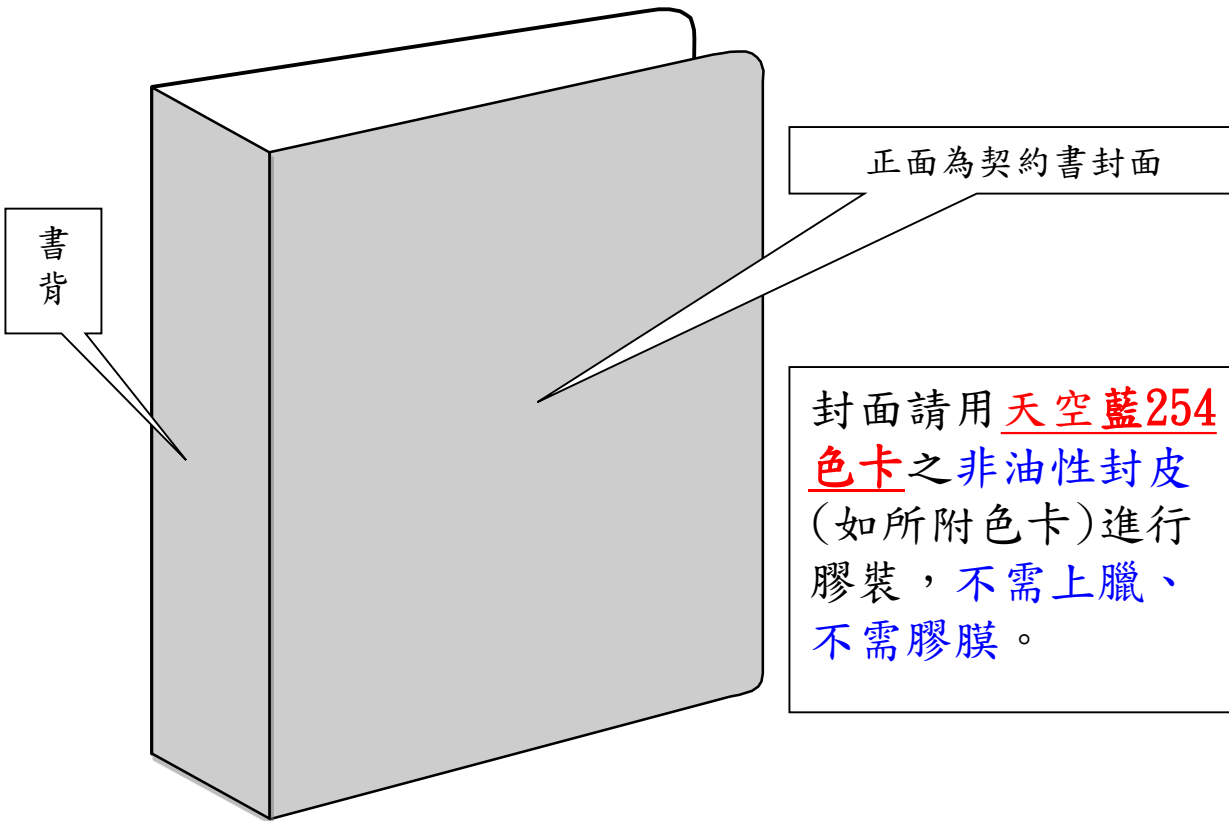 正面為契約書封面
書
背
封面請用天空藍254
色卡之非油性封皮
(如所附色卡)進行
膠裝，不需上臘、
不需膠膜。